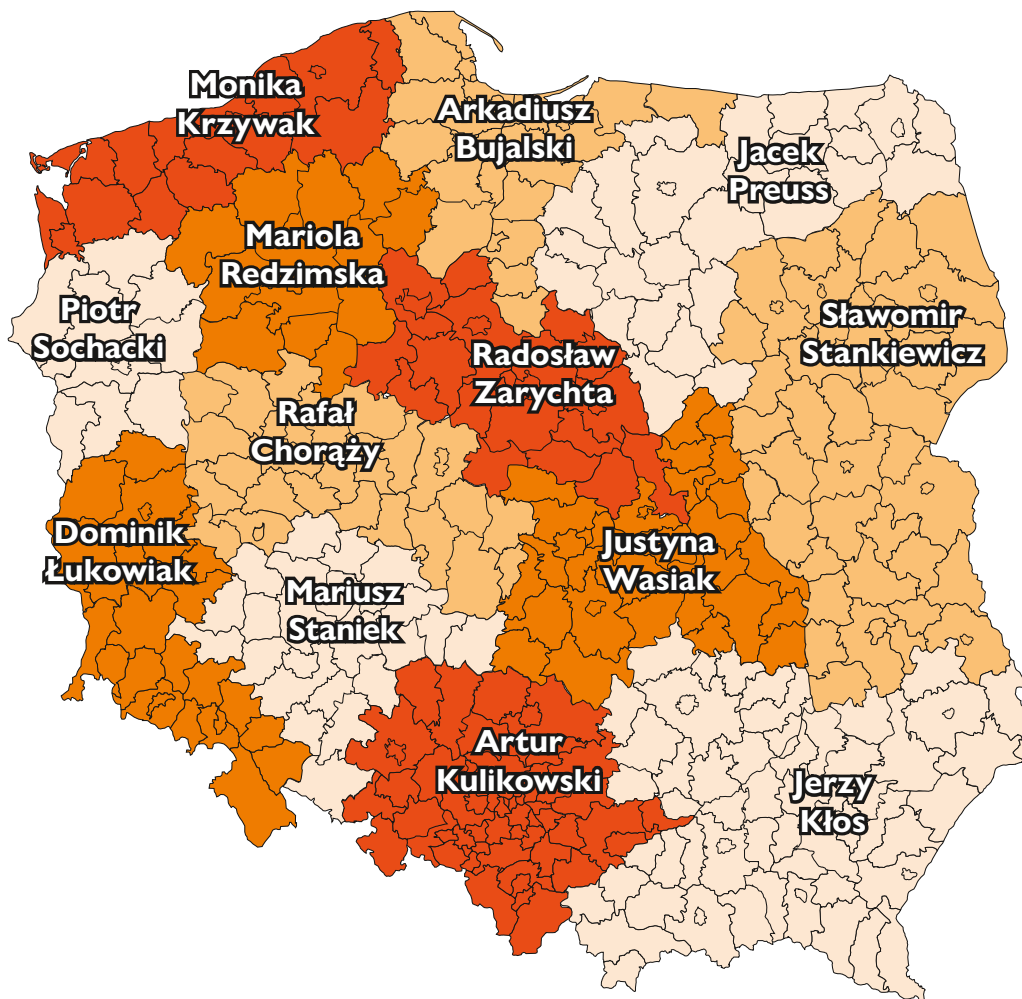 Monika
Krzywak
Arkadiusz
Bujalski
Jacek
Preuss
Mariola
Redzimska
Piotr
Sochacki
Sławomir
Stankiewicz
Radosław
Zarychta
Rafał
Chorąży
Dominik
Łukowiak
Justyna
Wasiak
Mariusz
Staniek
Artur
Kulikowski
Jerzy
Kłos